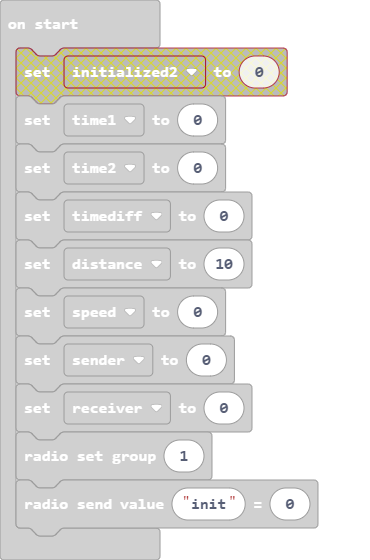 on start
set initialized2 to 0
set time1 to 0
set time2 to 0
set timediff to 0
set distance to 10
set speed to 0
set sender to 0
set receiver to 0
radio set group 1
radio send value "init" = 0